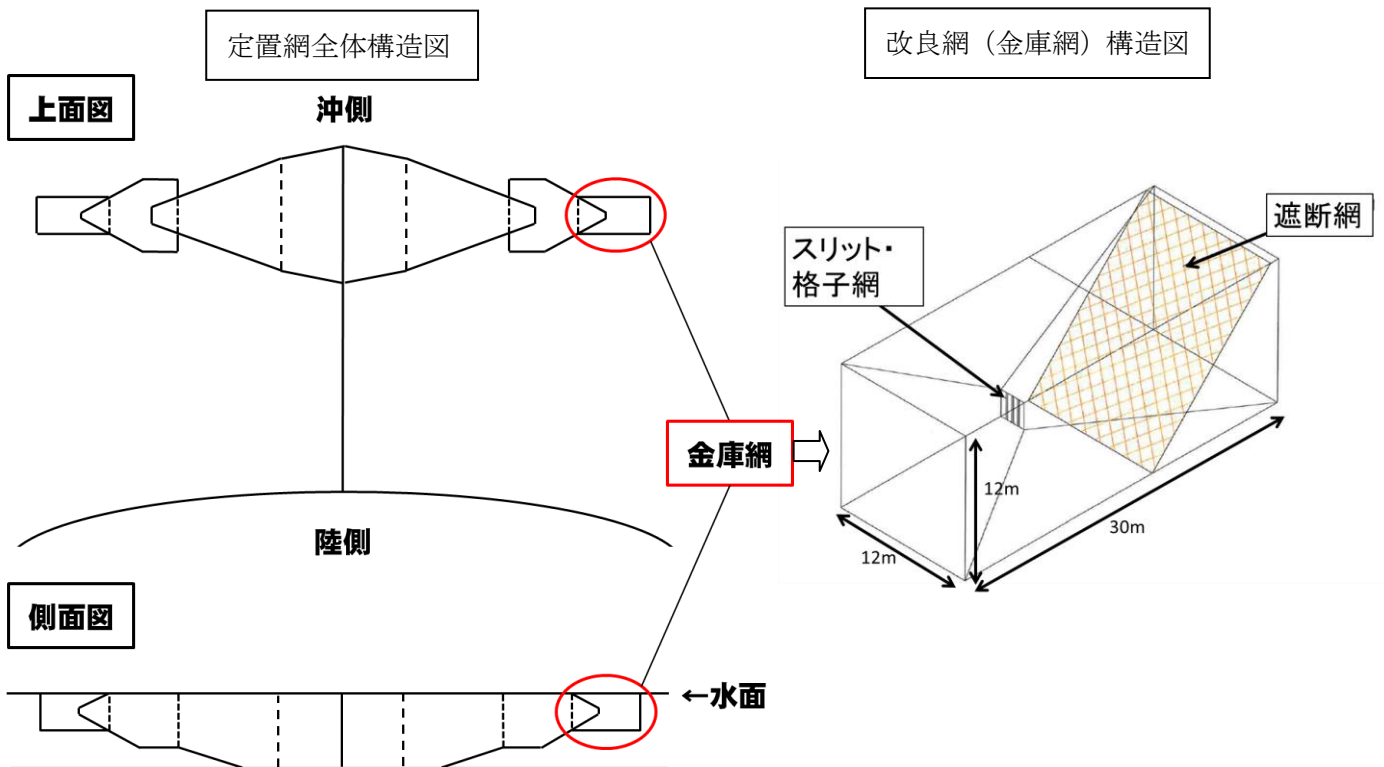 定置網全体構造図
改良網（金庫網）構造図
上面図
沖側
遮断網
スリット・
格子網
金庫網
12m
12m
30m
陸側
側面図
←水面